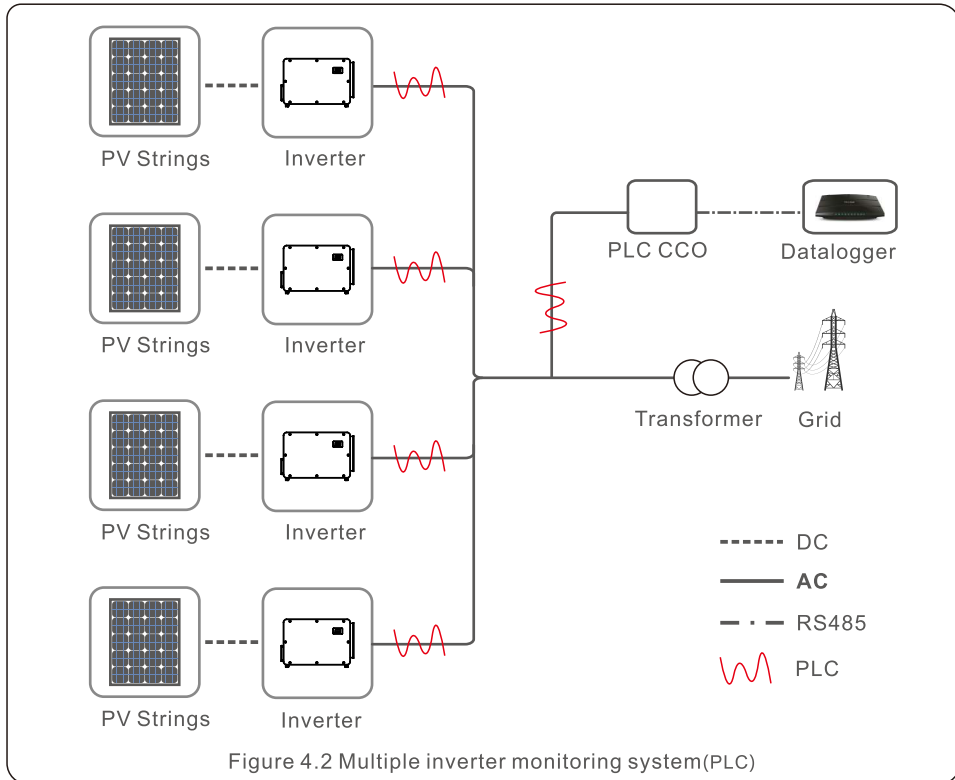 PV Strings
Inverter
PLC CCO
Datalogger
PV Strings
Inverter
Transformer
Grid
PV Strings
Inverter
DC
AC
RS485
PLC
PV Strings
Inverter
Figure 4.2 Multiple inverter monitoring system(PLC)